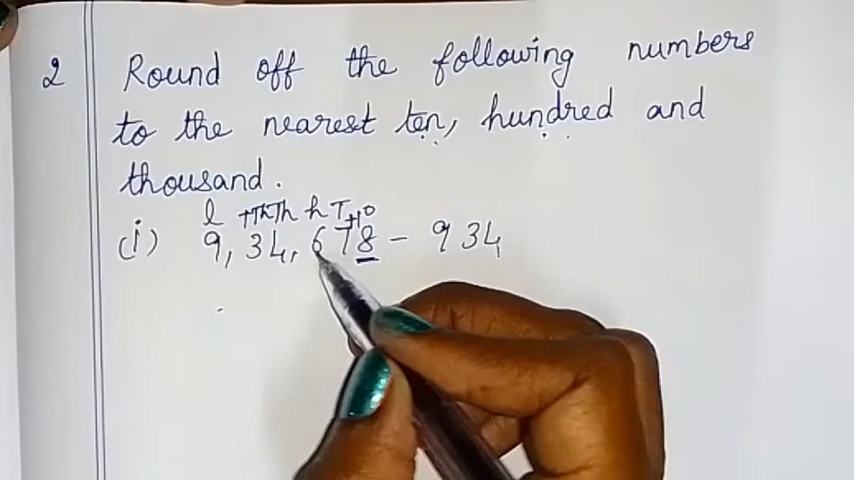 2 Round off the following numbers
to the nearest ten, hundred and
thousand.
l TTh Th h T O
+1
(i) 9,34,678 - 934